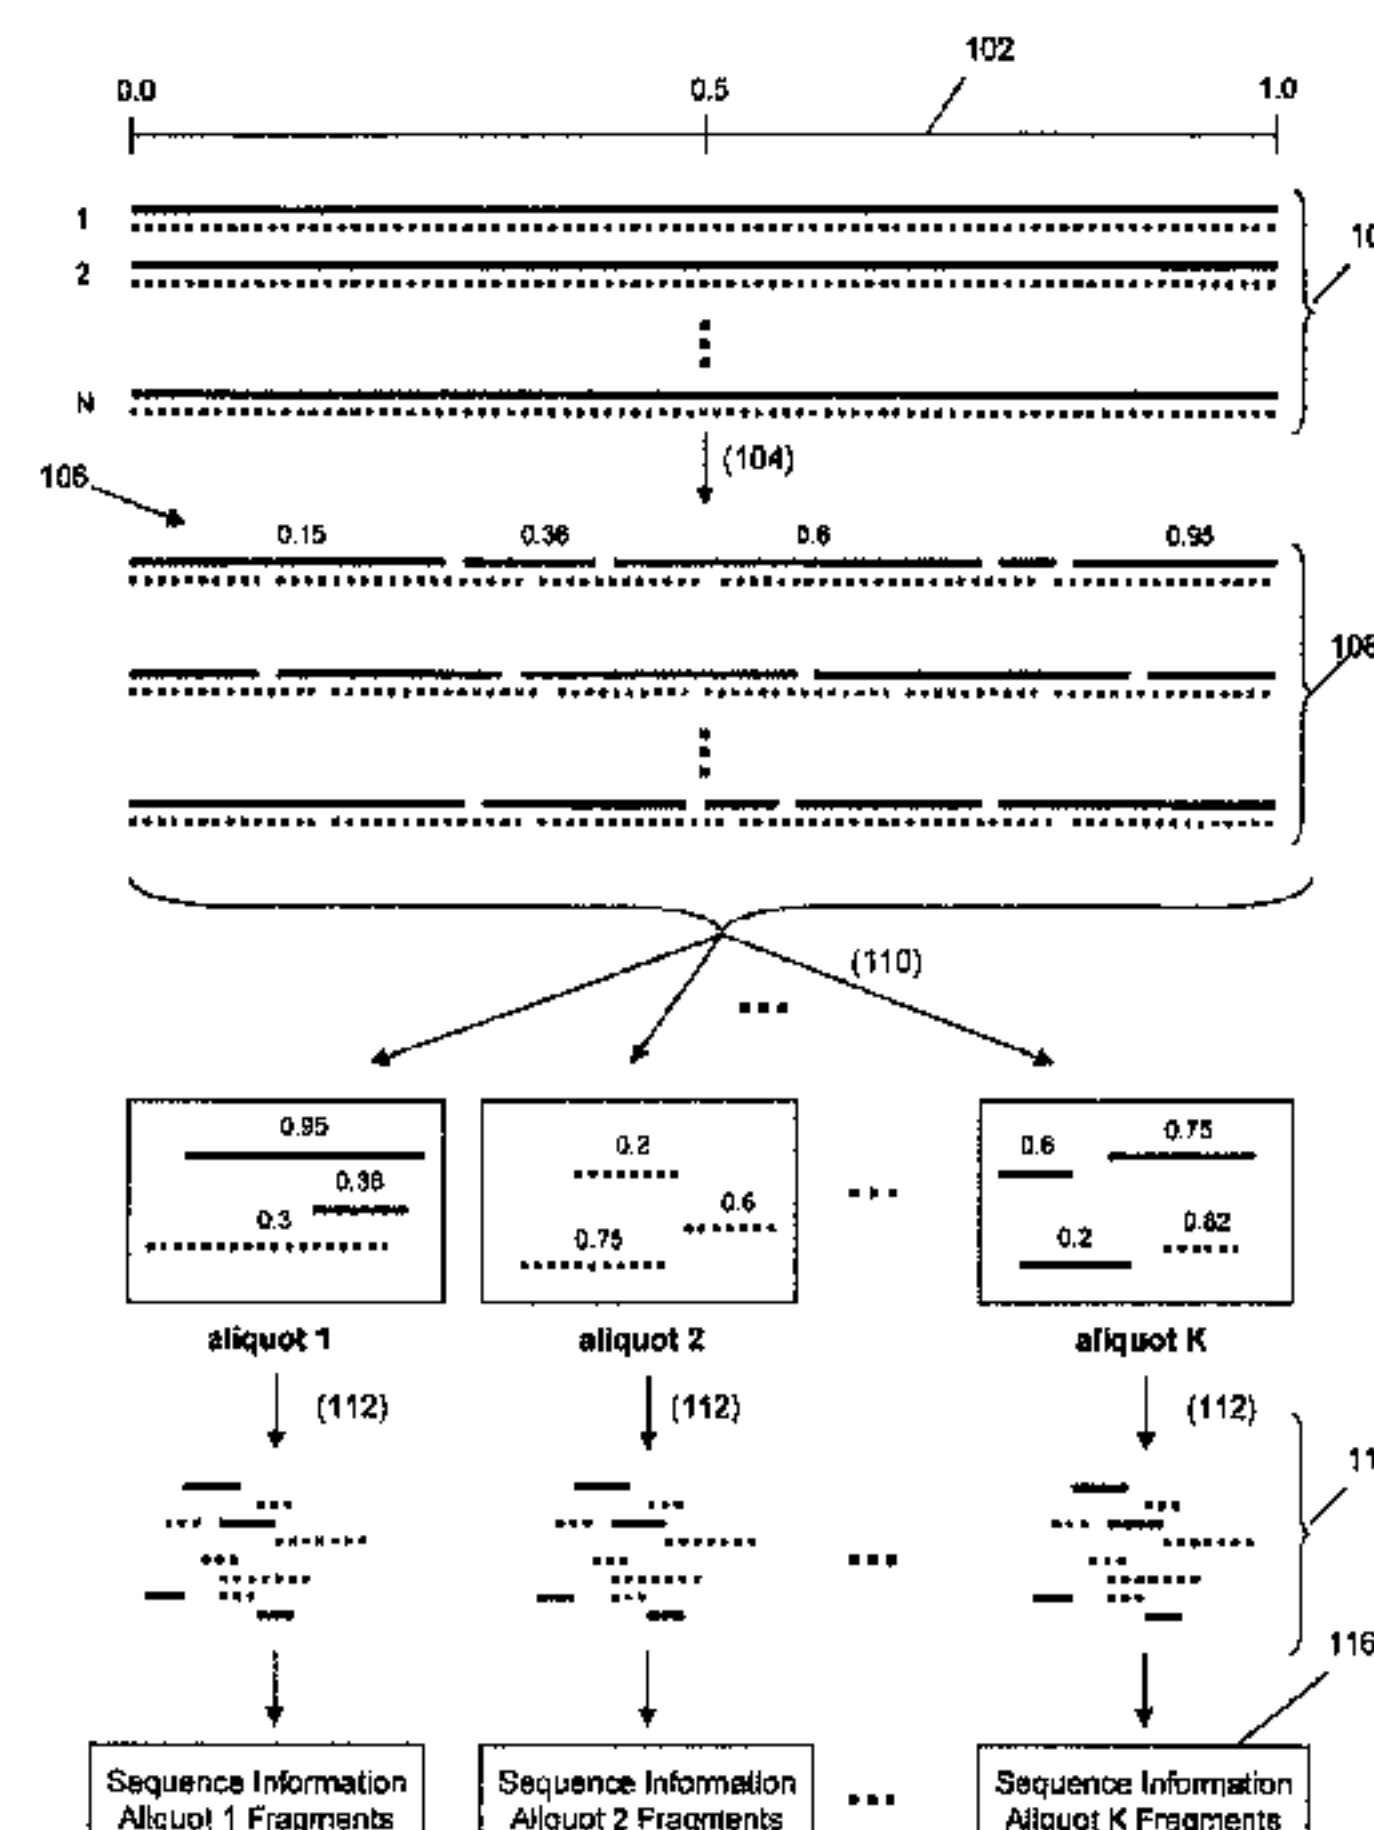 102
0.0 0.5 1.0
1
2
N
(104)
106
0.15 0.36 0.6 0.95
108
(110)
0.95
0.36
0.3
0.2
0.6
0.75
0.6
0.75
0.2
0.82
aliquot 1 aliquot 2 aliquot K
(112) (112) (112)
116
Sequence Information Sequence Information Sequence Information
Aliquot 1 Fragments Aliquot 2 Fragments Aliquot K Fragments